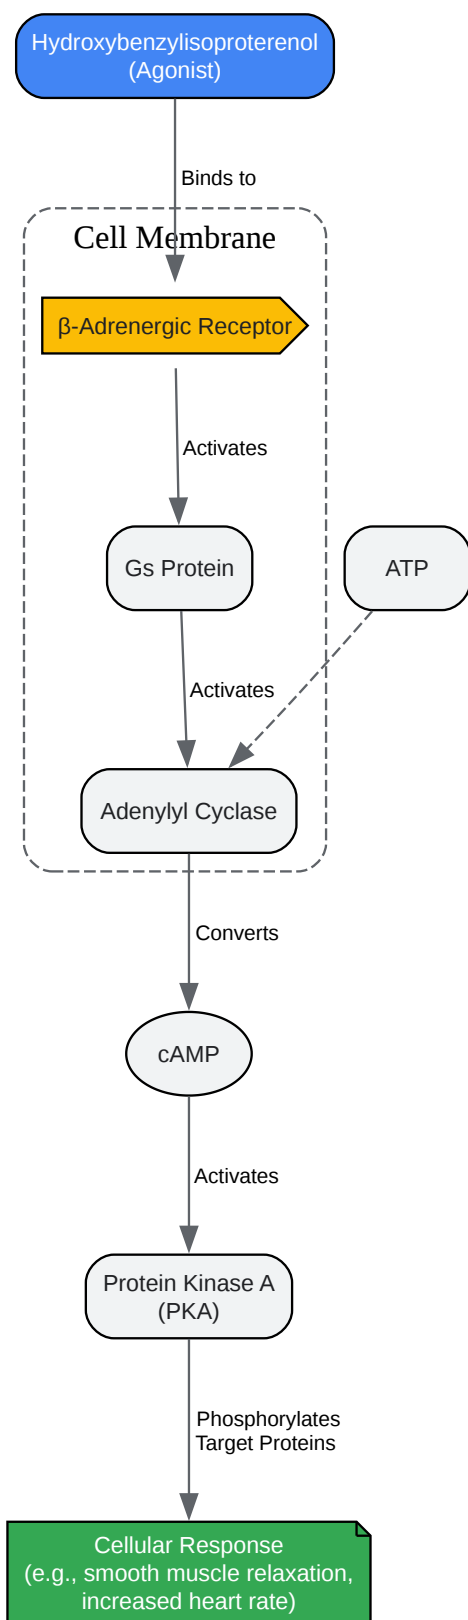 Hydroxybenzylisoproterenol
(Agonist)
Binds to
Cell Membrane
β-Adrenergic Receptor
Activates
Gs Protein
ATP
Activates
Adenylyl Cyclase
Converts
cAMP
Activates
Protein Kinase A
(PKA)
Phosphorylates
Target Proteins
Cellular Response
(e.g., smooth muscle relaxation,
increased heart rate)